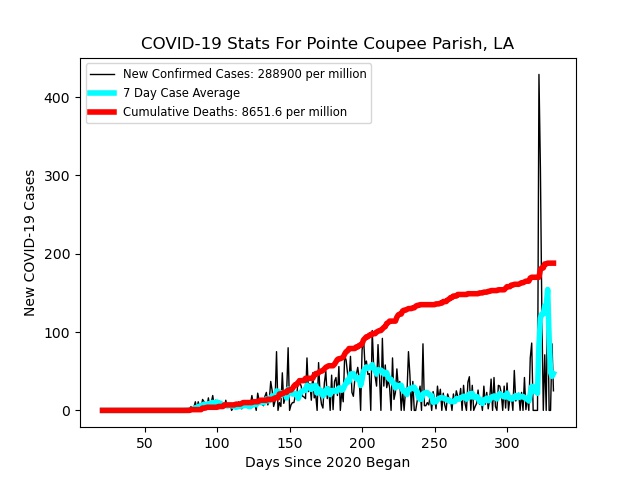 COVID-19 Stats For Pointe Coupee Parish, LA
New Confirmed Cases: 288900 per million
7 Day Case Average
Cumulative Deaths: 8651.6 per million
New COVID-19 Cases
400
300
200
100
0
50 100 150 200 250 300
Days Since 2020 Began